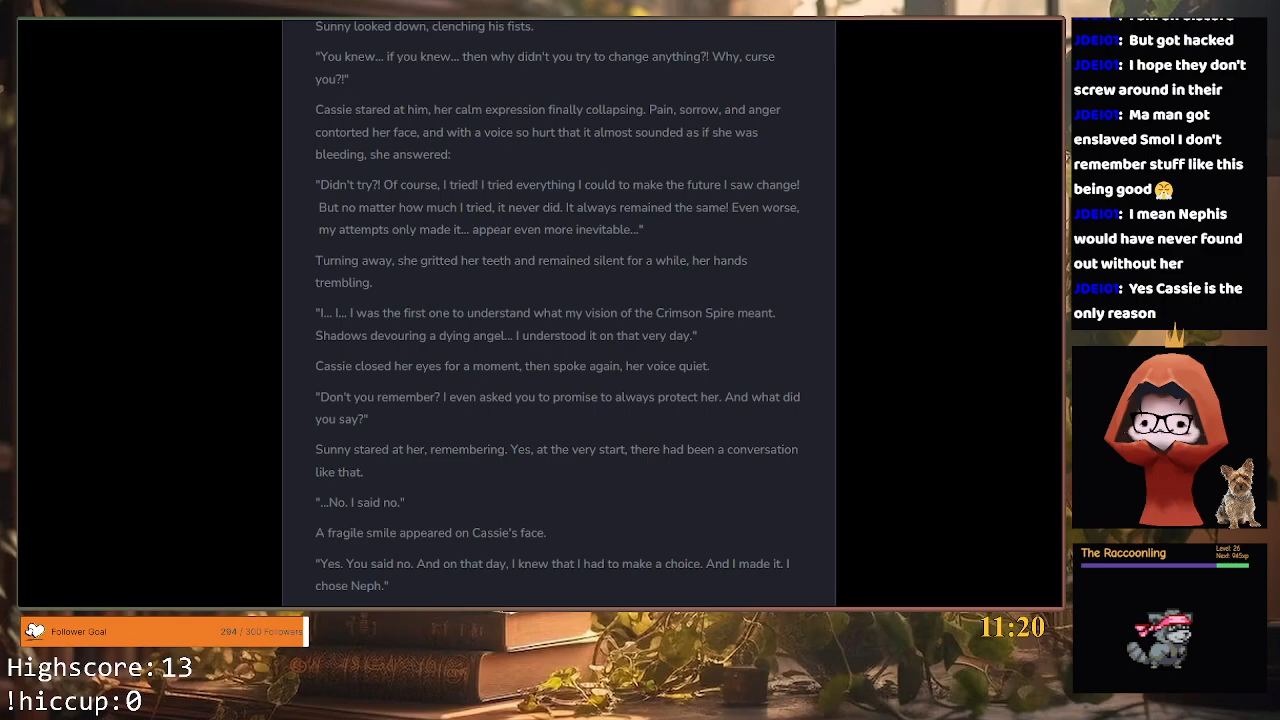 Sunny looked down, clenching his fists.
"You knew... if you knew... then why didn't you try to change anything?! Why, curse
you?!"
Cassie stared at him, her calm expression finally collapsing. Pain, sorrow, and anger
contorted her face, and with a voice so hurt that it almost sounded as if she was
bleeding, she answered:
"Didn't try?! Of course, I tried! I tried everything I could to make the future I saw change!
But no matter how much I tried, it never did. It always remained the same! Even worse,
my attempts only made it... appear even more inevitable..."
Turning away, she gritted her teeth and remained silent for a while, her hands
trembling.
"I... I... I was the first one to understand what my vision of the Crimson Spire meant.
Shadows devouring a dying angel... I understood it on that very day."
Cassie closed her eyes for a moment, then spoke again, her voice quiet.
"Don't you remember? I even asked you to promise to always protect her. And what did
you say?"
Sunny stared at her, remembering. Yes, at the very start, there had been a conversation
like that.
"...No. I said no."
A fragile smile appeared on Cassie's face.
"Yes. You said no. And on that day, I knew that I had to make a choice. And I made it. I
chose Neph."
JDEI01: But got hacked
JDEI01: I hope they don't
screw around in their
JDEI01: Ma man got
enslaved Smol I don't
remember stuff like this
being good 😤
JDEI01: I mean Nephis
would have never found
out without her
JDEI01: Yes Cassie is the
only reason
The Raccoonling
Level: 26
Next: 945xp
Follower Goal
294 / 300 Followers
11:20
Highscore:13
!hiccup:0